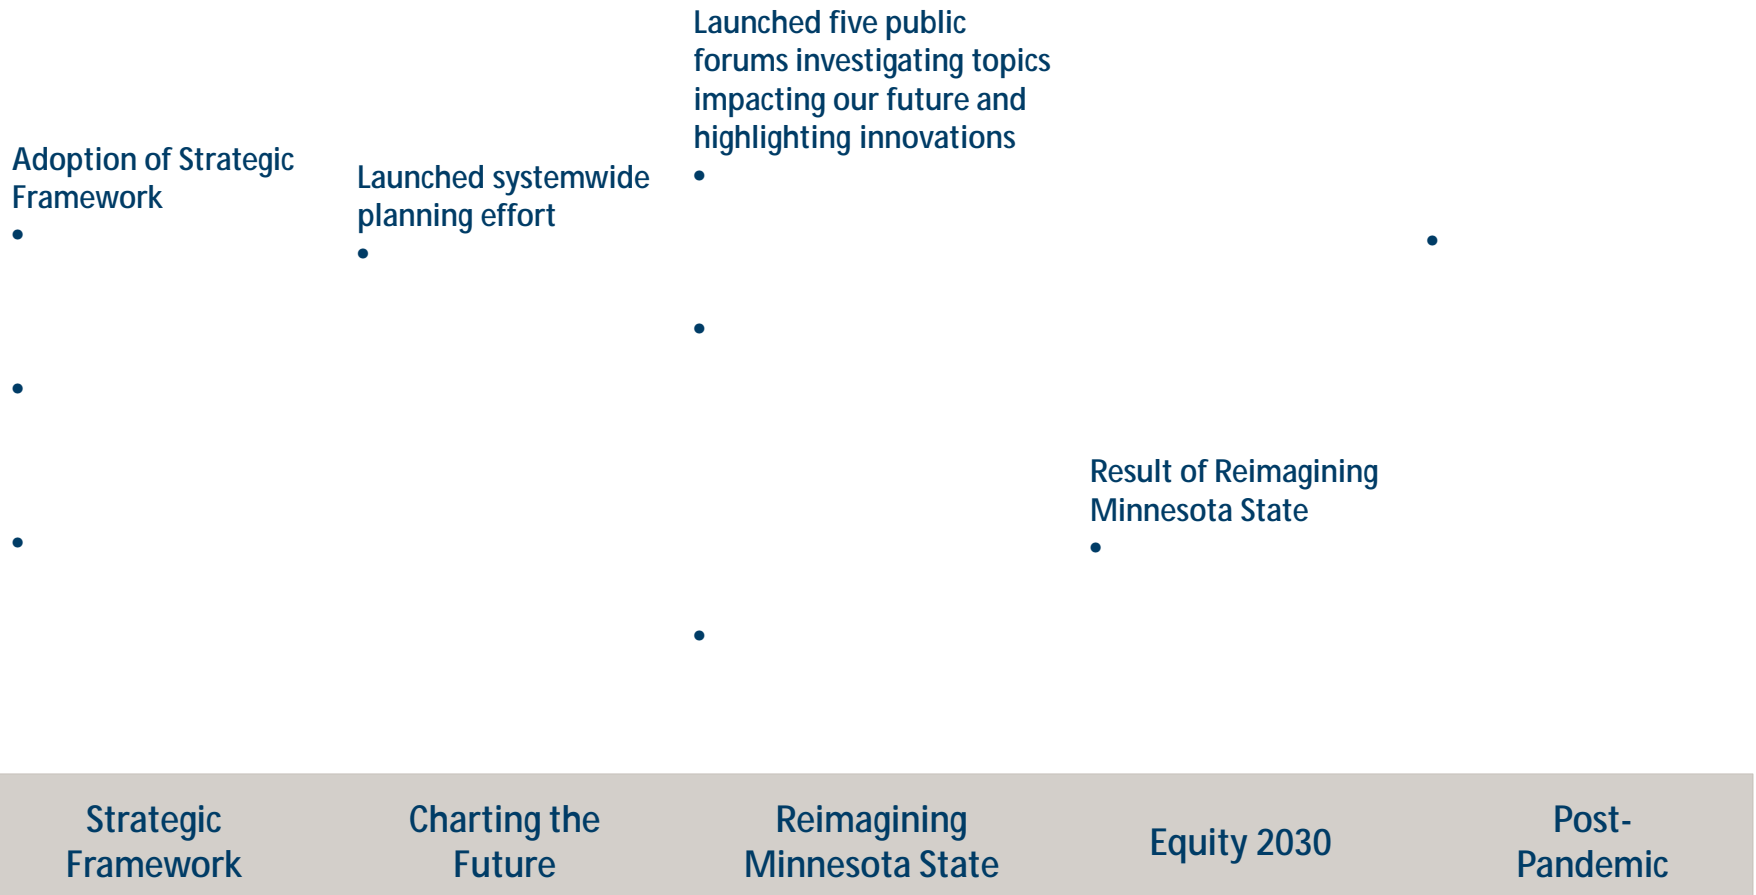 Adoption of Strategic
Framework
•
•
•
Launched systemwide
planning effort
•
Launched five public
forums investigating topics
impacting our future and
highlighting innovations
•
•
•
Result of Reimagining
Minnesota State
•
•
Strategic
Framework
Charting the
Future
Reimagining
Minnesota State
Equity 2030
Post-
Pandemic